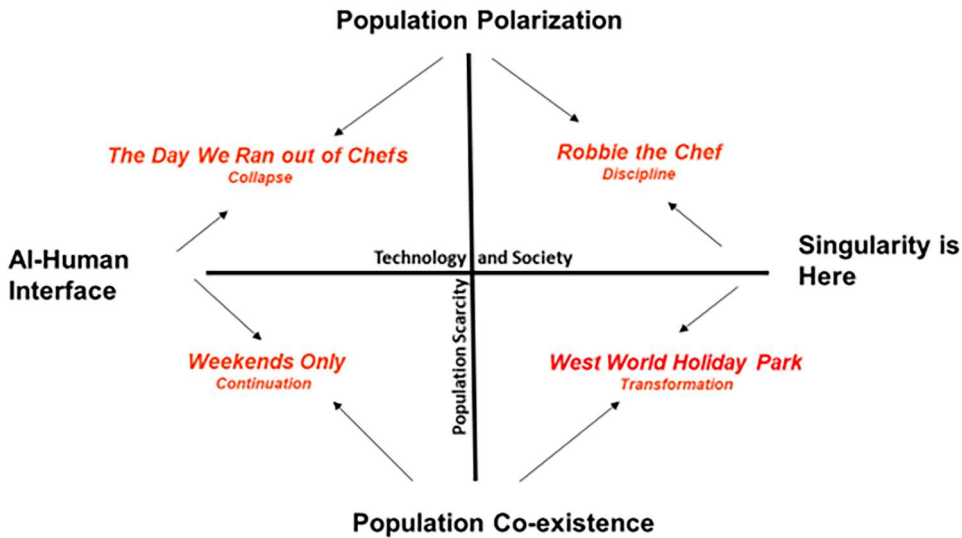 Population Polarization
The Day We Ran out of Chefs
Collapse
Robbie the Chef
Discipline
AI-Human
Interface
Technology and Society
Singularity is
Here
Population Scarcity
Weekends Only
Continuation
West World Holiday Park
Transformation
Population Co-existence